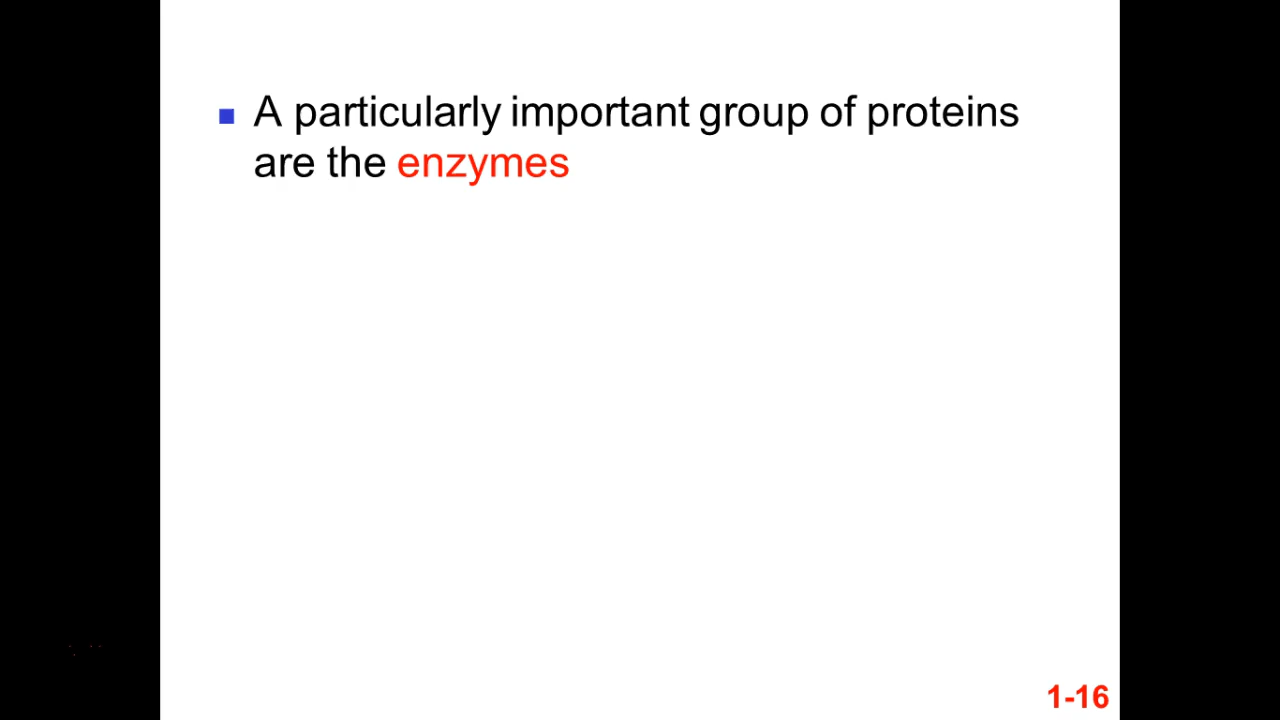 A particularly important group of proteins
are the enzymes
1-16